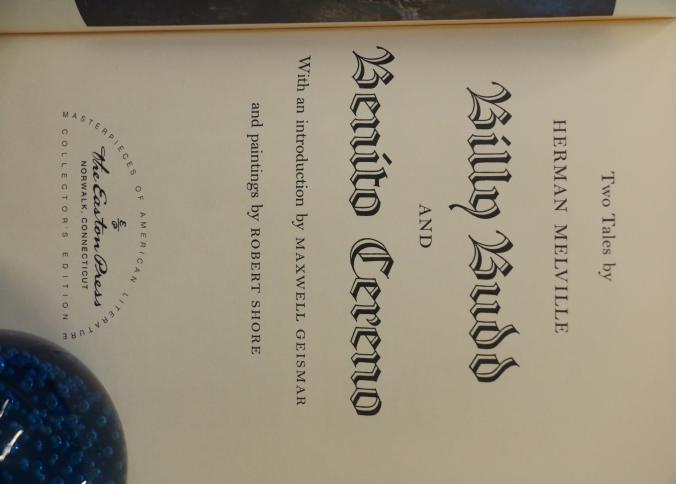 Two Tales by
HERMAN MELVILLE
Billy Budd
AND
Benito Cereno
With an introduction by MAXWELL GEISMAR
and paintings by ROBERT SHORE
MASTERPIECES OF AMERICAN LITERATURE
EP
The Easton Press
NORWALK, CONNECTICUT
COLLECTOR'S EDITION